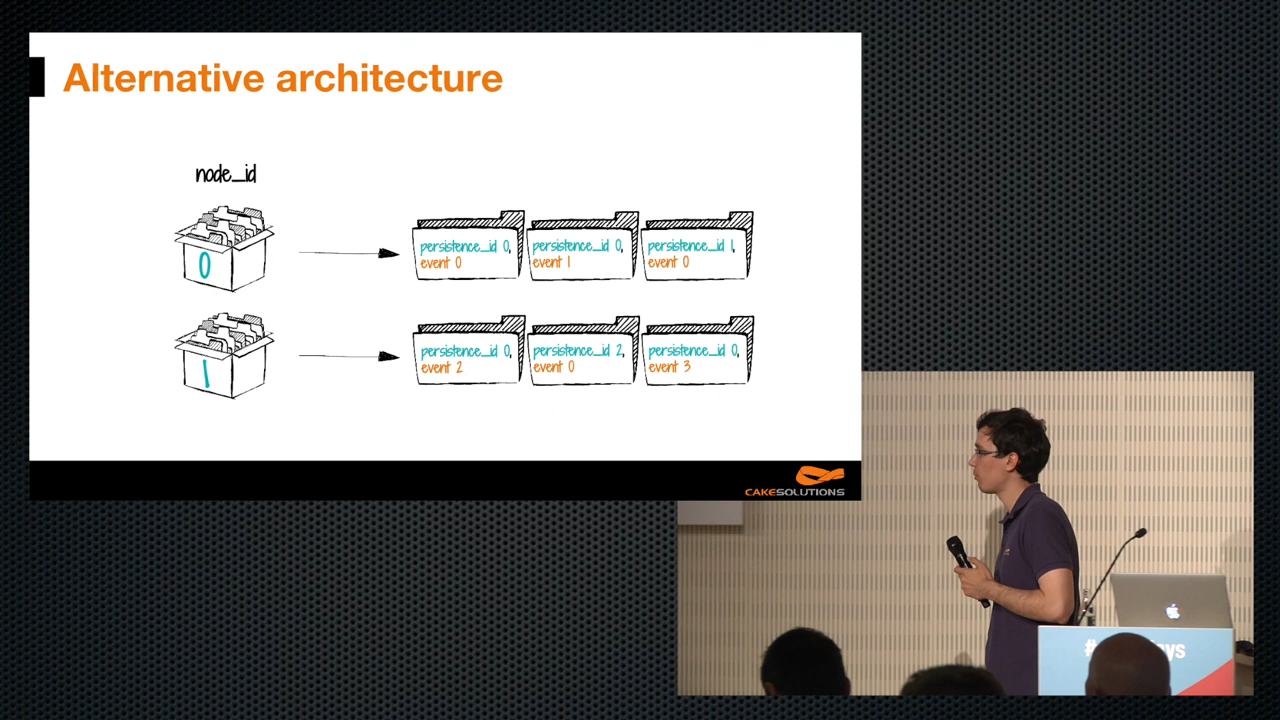 Alternative architecture
node_id
0
persistence_id 0,
event 0
persistence_id 0,
event 1
persistence_id 1,
event 0
1
persistence_id 0,
event 2
persistence_id 2,
event 0
persistence_id 0,
event 3
CAKESOLUTIONS